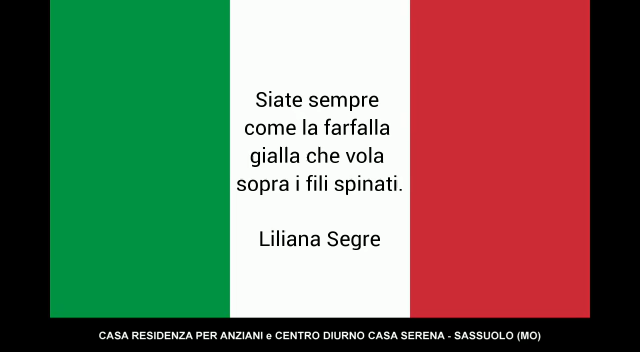 Siate sempre
come la farfalla
gialla che vola
sopra i fili spinati.
Liliana Segre
CASA RESIDENZA PER ANZIANI e CENTRO DIURNO CASA SERENA - SASSUOLO (MO)